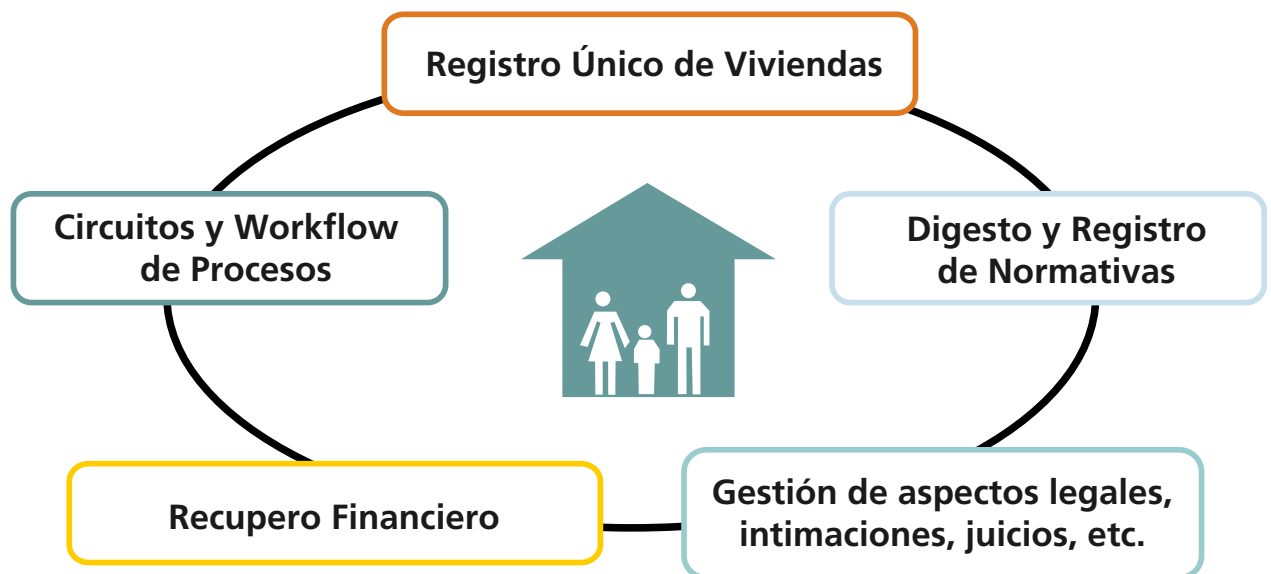 Registro Único de Viviendas
Circuitos y Workflow
de Procesos
Digesto y Registro
de Normativas
Recupero Financiero
Gestión de aspectos legales,
intimaciones, juicios, etc.